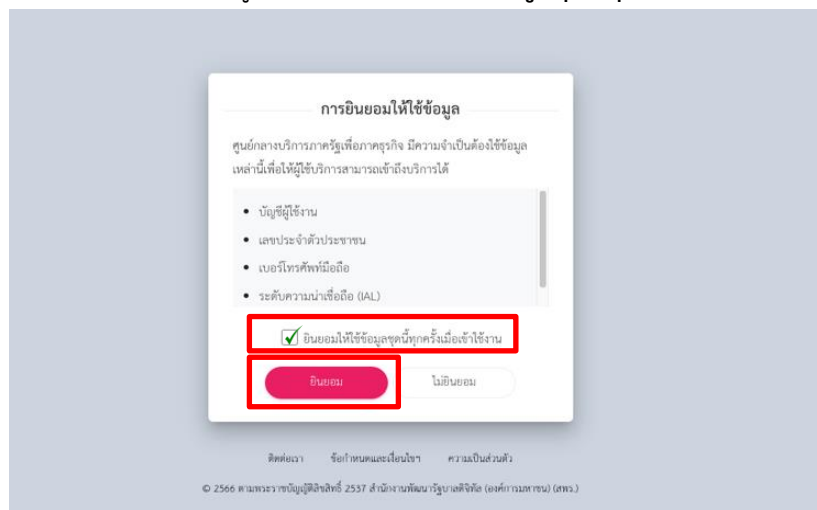 การยินยอมให้ใช้ข้อมูล
ศูนย์กลางบริการภาครัฐเพื่อภาคธุรกิจ มีความจำเป็นต้องใช้ข้อมูล
เหล่านี้เพื่อให้ผู้ใช้บริการสามารถเข้าถึงบริการได้
บัญชีผู้ใช้งาน
เลขประจำตัวประชาชน
เบอร์โทรศัพท์มือถือ
ระดับความน่าเชื่อถือ (IAL)
ยินยอมให้ใช้ข้อมูลชุดนี้ทุกครั้งเมื่อเข้าใช้งาน
ยินยอม ไม่ยินยอม
ติดต่อเรา ข้อกำหนดและเงื่อนไขฯ ความเป็นส่วนตัว
© 2566 ตามพระราชบัญญัติลิขสิทธิ์ 2537 สำนักงานพัฒนารัฐบาลดิจิทัล (องค์การมหาชน) (สพร.)